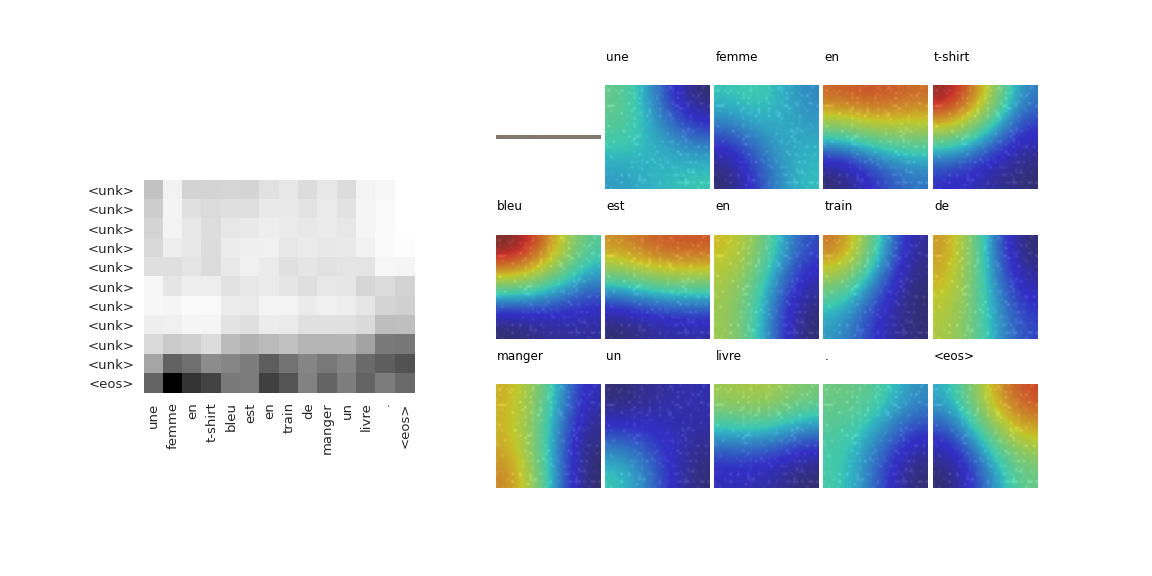 une femme en t-shirt
bleu est en train de
manger un livre . <eos>
<unk>
<unk>
<unk>
<unk>
<unk>
<unk>
<unk>
<unk>
<unk>
<unk>
<eos>
une femme en t-shirt bleu est en train de manger un livre . <eos>